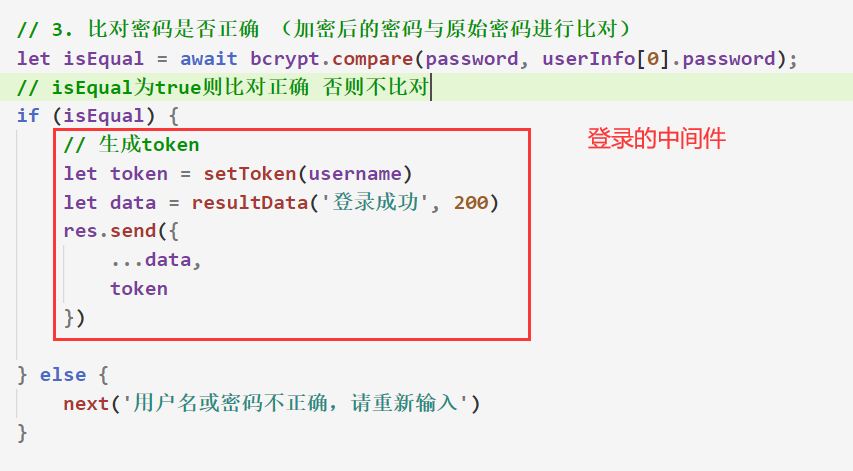 // 3. 比对密码是否正确 （加密后的密码与原始密码进行比对）
let isEqual = await bcrypt.compare(password, userInfo[0].password);
// isEqual为true则比对正确 否则不比对
if (isEqual) {
// 生成token
登录的中间件
let token = setToken(username)
let data = resultData('登录成功', 200)
res.send({
...data,
token
})
} else {
next('用户名或密码不正确，请重新输入')
}